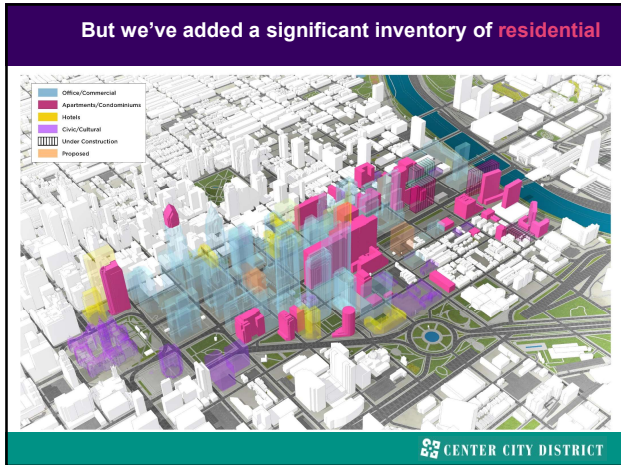 But we've added a significant inventory of residential
Office/Commercial
Apartments/Condominiums
Hotels
Civic/Cultural
Under Construction
Proposed
CENTER CITY DISTRICT